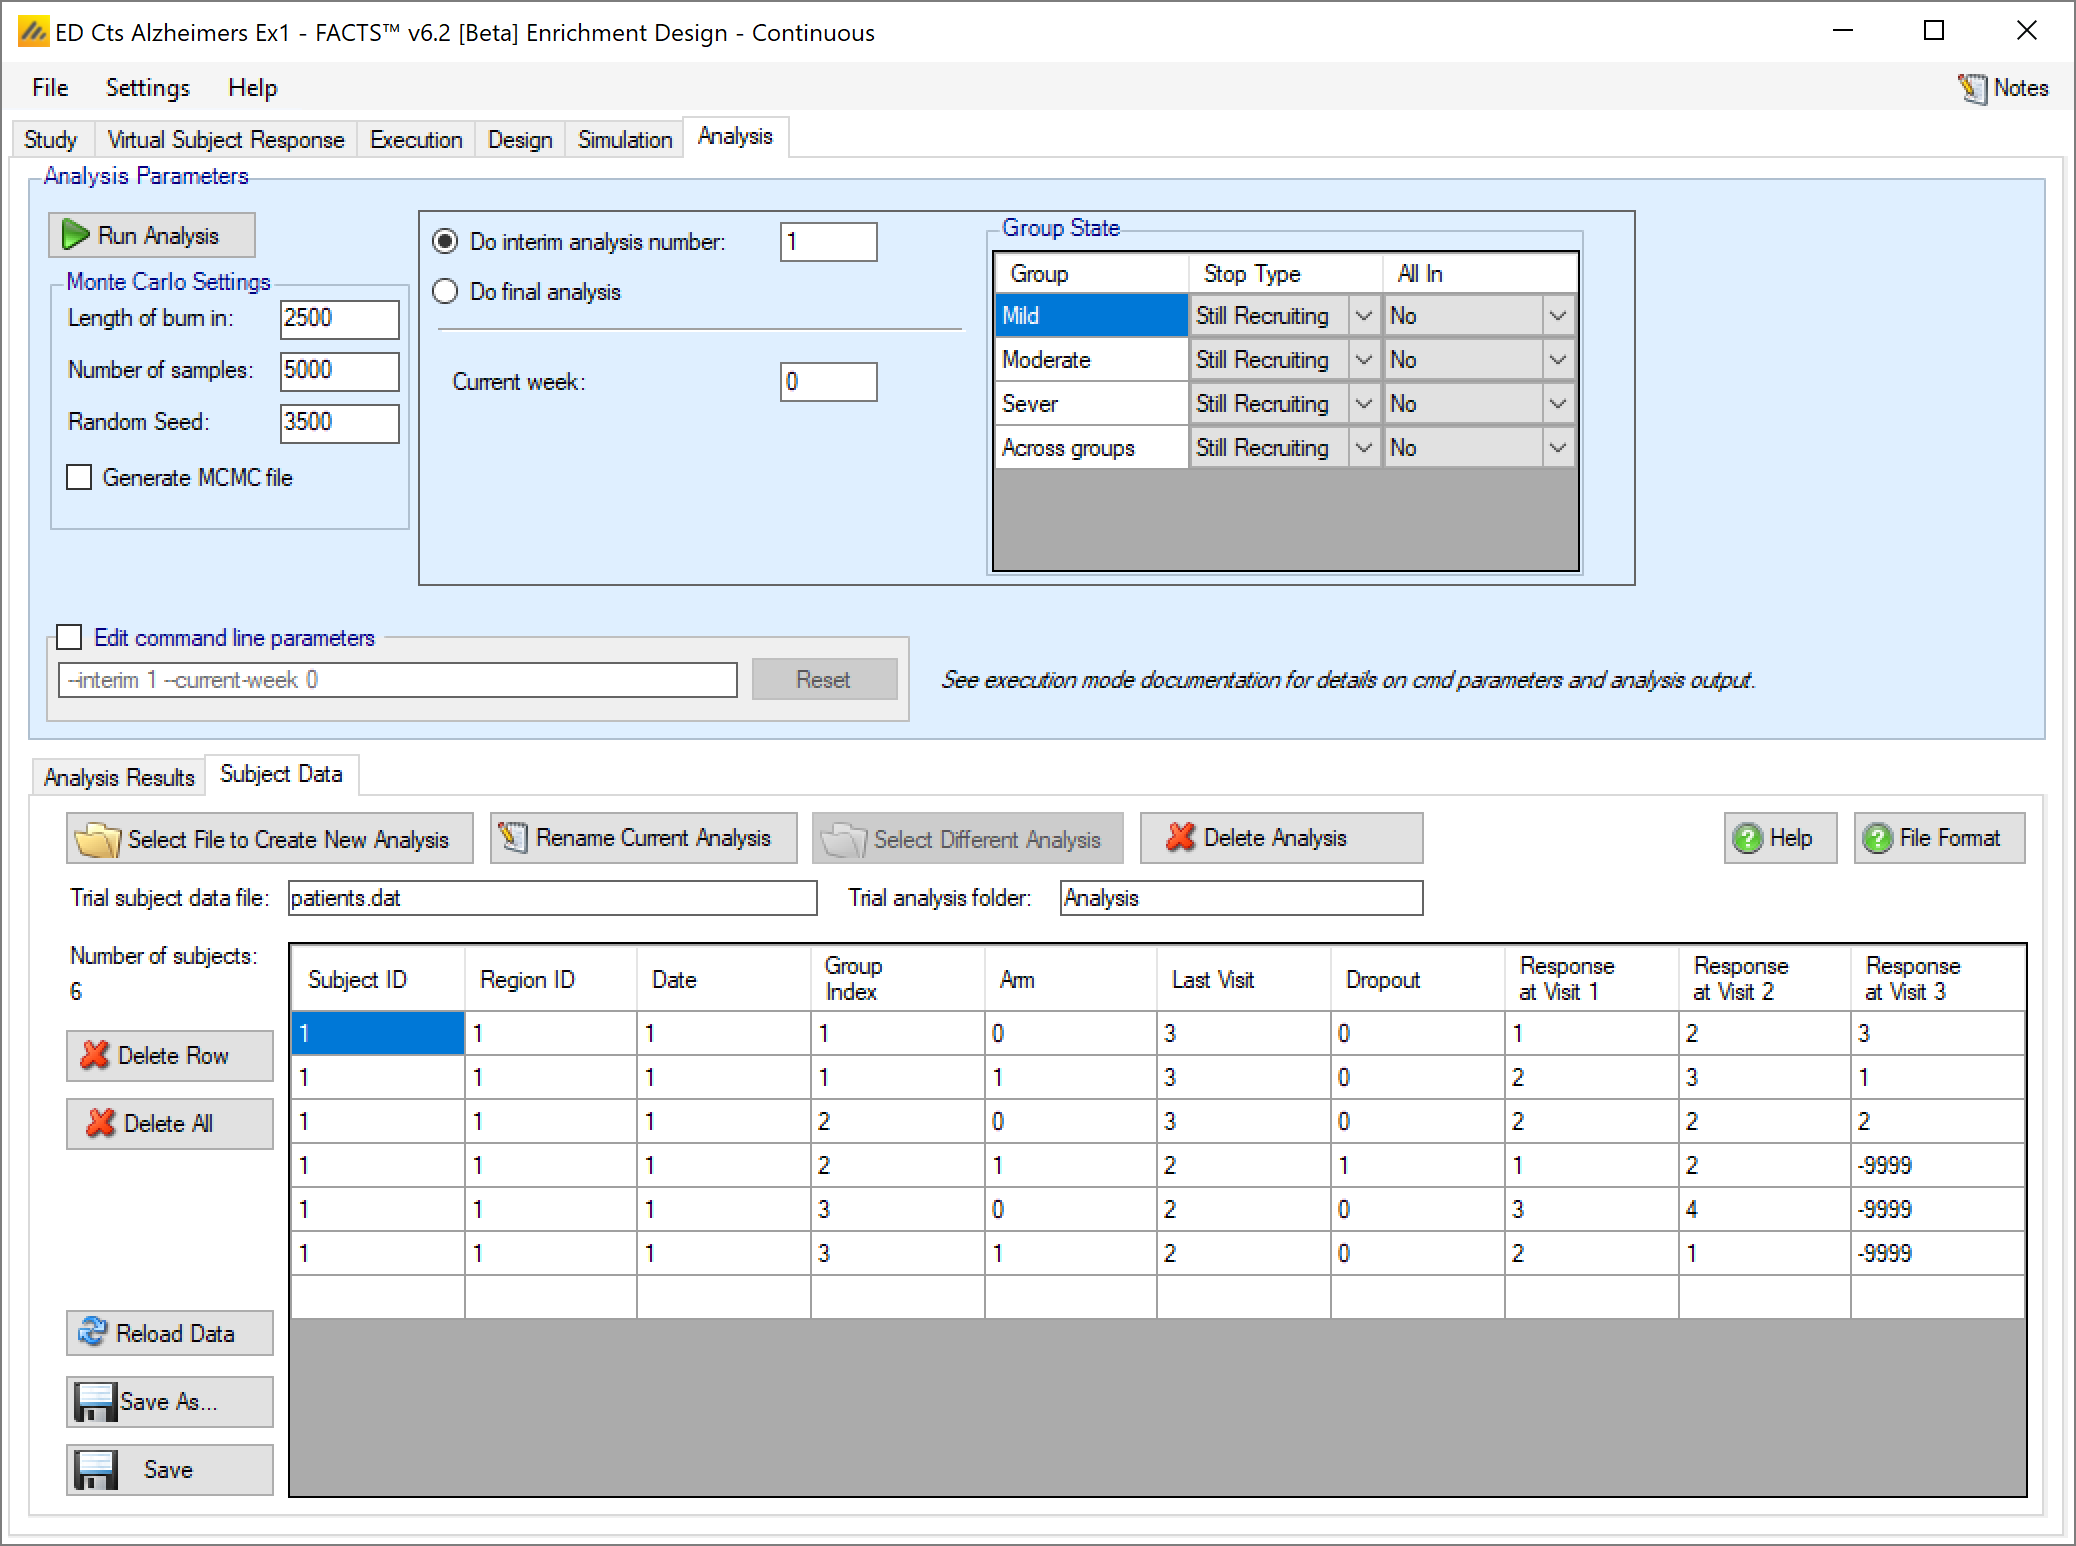 ED Cts Alzheimers Ex1 - FACTS™ v6.2 [Beta] Enrichment Design - Continuous
File Settings Help Notes
Study Virtual Subject Response Execution Design Simulation Analysis
Analysis Parameters
Run Analysis
Monte Carlo Settings
Length of burn in: 2500
Number of samples: 5000
Random Seed: 3500
Generate MCMC file
Do interim analysis number: 1
Do final analysis
Current week: 0
Group State
Group Stop Type All In
Mild Still Recruiting No
Moderate Still Recruiting No
Sever Still Recruiting No
Across groups Still Recruiting No
Edit command line parameters
--interim 1 --current-week 0 Reset
See execution mode documentation for details on cmd parameters and analysis output.
Analysis Results Subject Data
Select File to Create New Analysis Rename Current Analysis Select Different Analysis Delete Analysis Help File Format
Trial subject data file: patients.dat Trial analysis folder: Analysis
Number of subjects:
6
Delete Row
Delete All
Reload Data
Save As...
Save
Subject ID Region ID Date Group Index Arm Last Visit Dropout Response at Visit 1 Response at Visit 2 Response at Visit 3
1 1 1 1 0 3 0 1 2 3
1 1 1 1 1 3 0 2 3 1
1 1 1 2 0 3 0 2 2 2
1 1 1 2 1 2 1 1 2 -9999
1 1 1 3 0 2 0 3 4 -9999
1 1 1 3 1 2 0 2 1 -9999